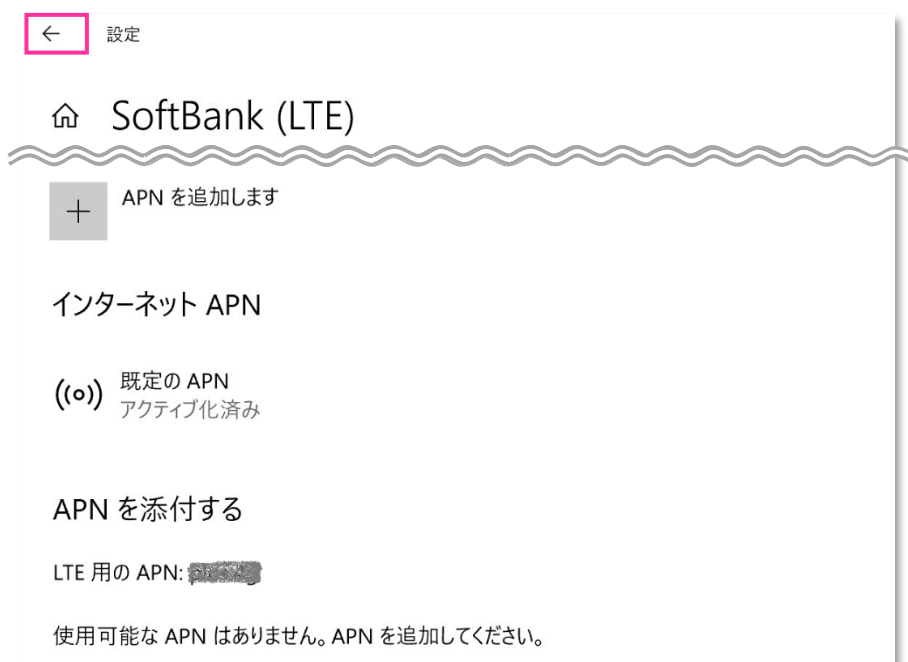 設定
SoftBank (LTE)
APN を追加します
インターネット APN
既定の APN
アクティブ化済み
APN を添付する
LTE 用の APN:
使用可能な APN はありません。APN を追加してください。